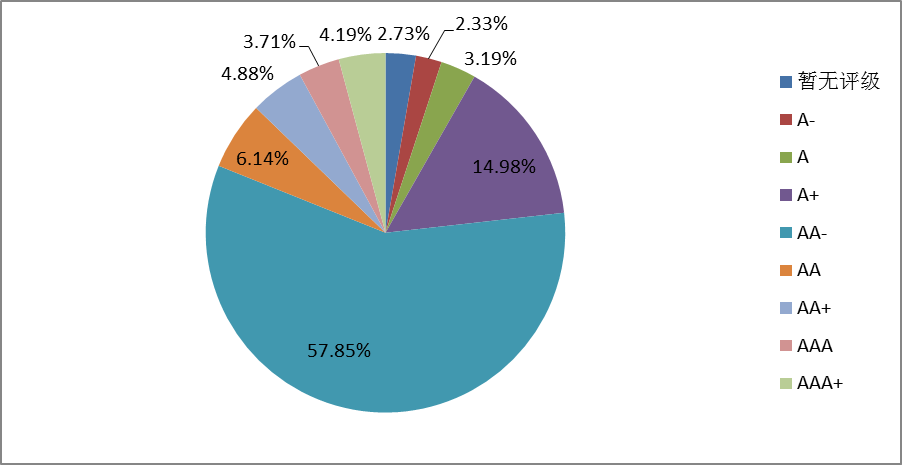 3.71%
4.19%
2.73%
2.33%
4.88%
3.19%
6.14%
14.98%
57.85%
暂无评级
A-
A
A+
AA-
AA
AA+
AAA
AAA+